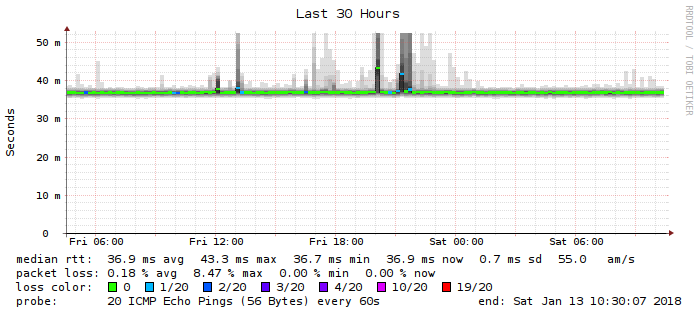 Last 30 Hours
RRDTOOL / TOBI OETIKER
Seconds
50 m
40 m
30 m
20 m
10 m
0
Fri 06:00 Fri 12:00 Fri 18:00 Sat 00:00 Sat 06:00
median rtt: 36.9 ms avg 43.3 ms max 36.7 ms min 36.9 ms now 0.7 ms sd 55.0 am/s
packet loss: 0.18 % avg 8.47 % max 0.00 % min 0.00 % now
loss color: 0 1/20 2/20 3/20 4/20 10/20 19/20
probe: 20 ICMP Echo Pings (56 Bytes) every 60s end: Sat Jan 13 10:30:07 2018